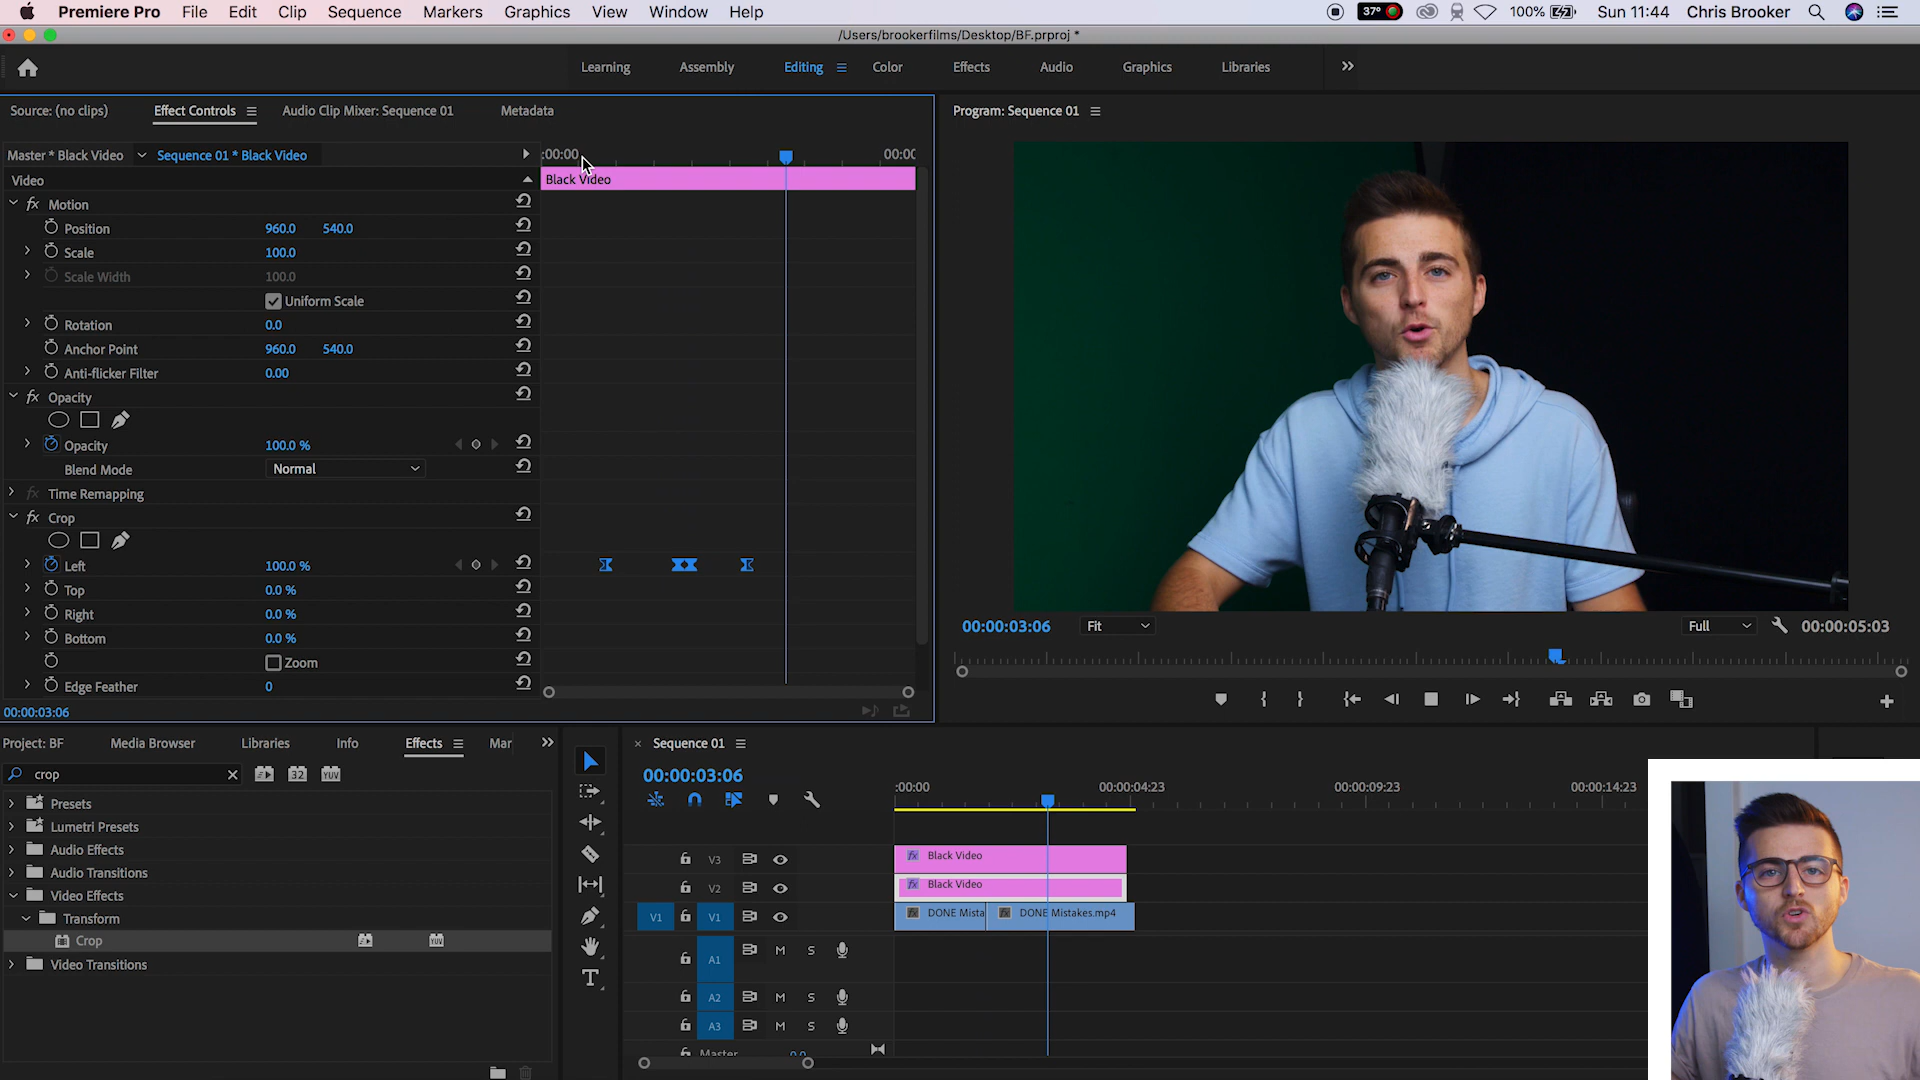 Premiere Pro File Edit Clip Sequence Markers Graphics View Window Help 37° 100% Sun 11:44 Chris Brooker
/Users/brookerfilms/Desktop/BF.prproj *
Learning Assembly Editing Color Effects Audio Graphics Libraries
Source: (no clips) Effect Controls Audio Clip Mixer: Sequence 01 Metadata
Program: Sequence 01
Master * Black Video Sequence 01 * Black Video :00:00 00:00
Video Black Video
Motion
Position 960.0 540.0
Scale 100.0
Scale Width 100.0
Uniform Scale
Rotation 0.0
Anchor Point 960.0 540.0
Anti-flicker Filter 0.00
Opacity
Opacity 100.0 %
Blend Mode Normal
Time Remapping
Crop
Left 100.0 %
Top 0.0 %
Right 0.0 %
Bottom 0.0 %
Zoom
Edge Feather 0
00:00:03:06
00:00:03:06 Fit Full 00:00:05:03
Project: BF Media Browser Libraries Info Effects Mar
crop 32 YUV
Presets
Lumetri Presets
Audio Effects
Audio Transitions
Video Effects
Transform
Crop YUV
Video Transitions
Sequence 01
00:00:03:06
:00:00 00:00:04:23 00:00:09:23 00:00:14:23
V3 fx Black Video
V2 fx Black Video
V1 V1 fx DONE Mista fx DONE Mistakes.mp4
A1 M S
A2 M S
A3 M S
Master 0.0